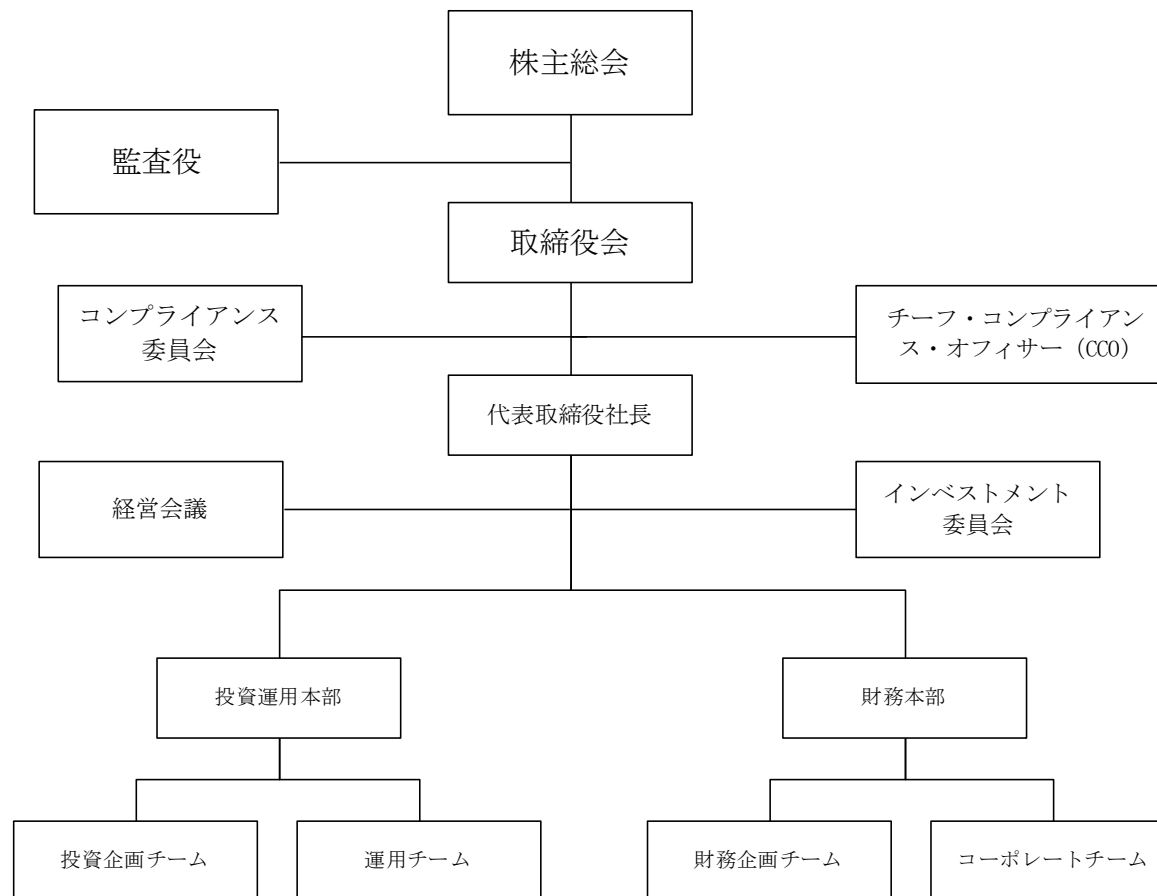 株主総会
監査役
取締役会
コンプライアンス
委員会
チーフ・コンプライアン
ス・オフィサー（CCO）
代表取締役社長
経営会議
インベストメント
委員会
投資運用本部
財務本部
投資企画チーム
運用チーム
財務企画チーム
コーポレートチーム